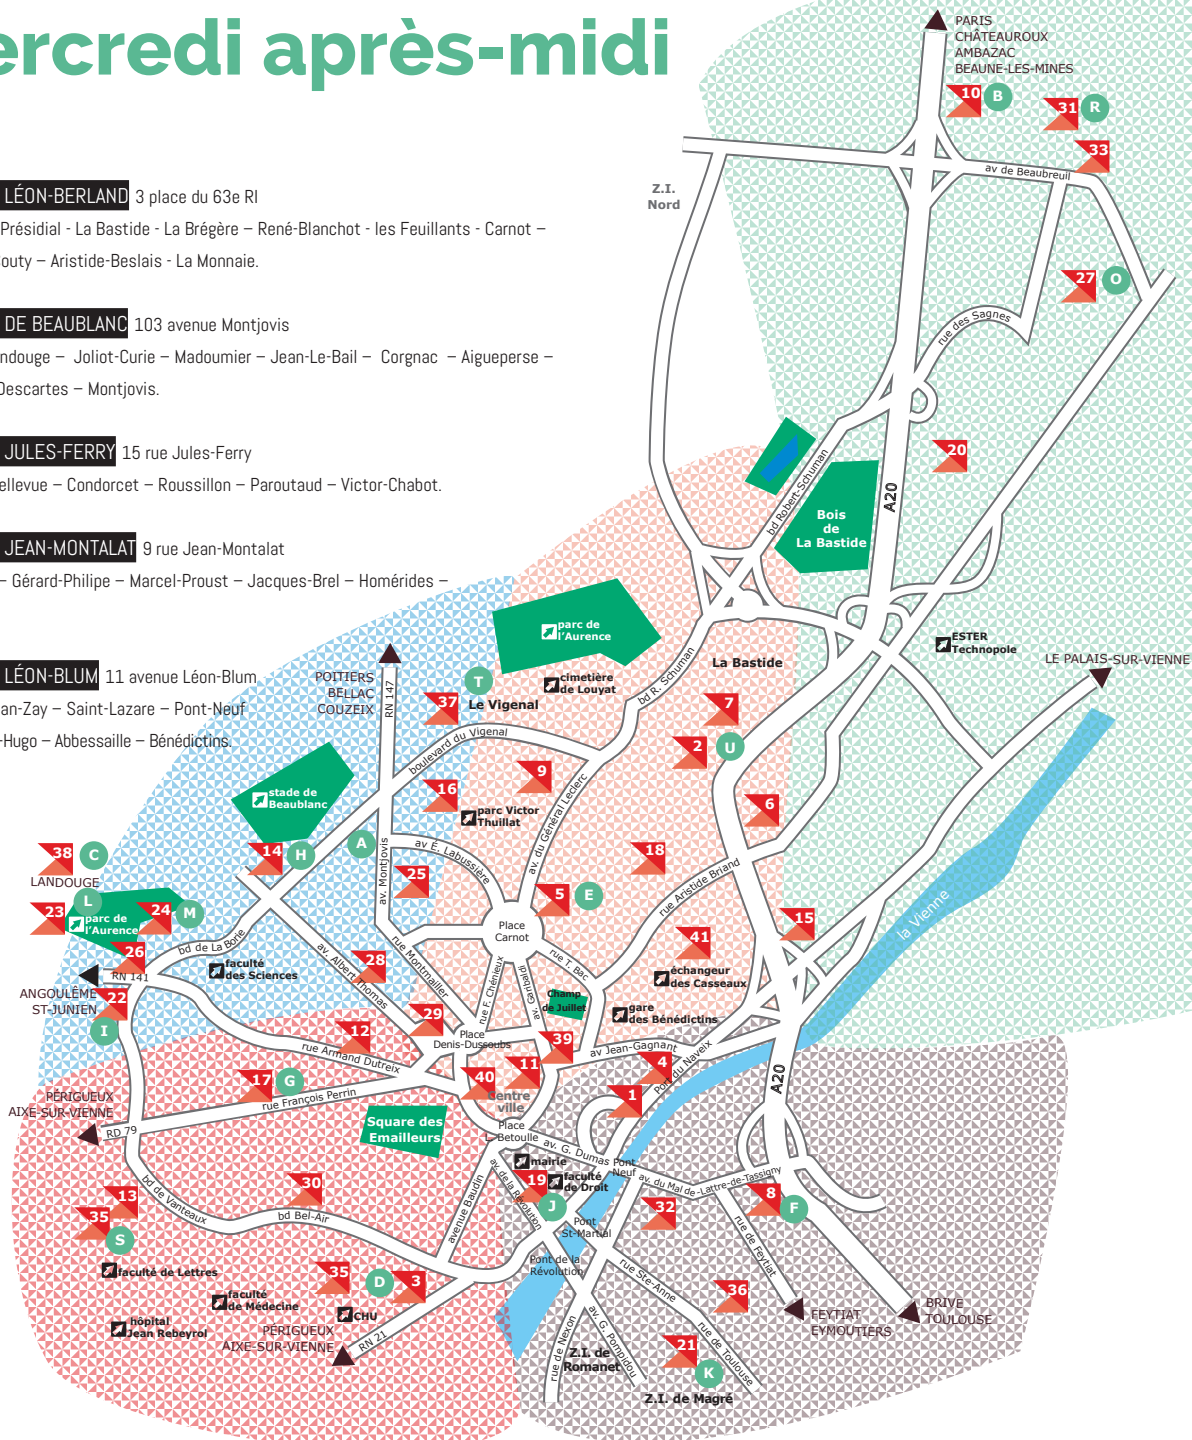 ercredi après-midi
LÉON-BERLAND 3 place du 63e RI
Présidial - La Bastide - La Brégère – René-Blanchot - les Feuillants - Carnot –
outy – Aristide-Beslais - La Monnaie.
DE BEAUBLANC 103 avenue Montjovis
ndouge – Joliot-Curie – Madoumier – Jean-Le-Bail – Corgnac – Aigueperse –
Descartes – Montjovis.
JULES-FERRY 15 rue Jules-Ferry
ellevue – Condorcet – Roussillon – Paroutaud – Victor-Chabot.
JEAN-MONTALAT 9 rue Jean-Montalat
– Gérard-Philipe – Marcel-Proust – Jacques-Brel – Homérides –
LÉON-BLUM 11 avenue Léon-Blum
an-Zay – Saint-Lazare – Pont-Neuf
-Hugo – Abbessaille – Bénédictins.
PARIS
CHÂTEAUROUX
AMBAZAC
BEAUNE-LES-MINES
10 B
31 R
33
av de Beaubreuil
Z.I.
Nord
27 O
rue des Sagnes
20
A20
bd Robert-Schuman
Bois
de
La Bastide
parc de
l'Aurence
ESTER
Technopole
LE PALAIS-SUR-VIENNE
POITIERS
BELLAC
COUZEIX
RN 147
T
37
Le Vigenal
cimetière
de Louyat
bd R. Schuman
La Bastide
7
2 U
boulevard du Vigenal
9
16
parc Victor
Thuillat
av. du Général Leclerc
6
stade de
Beaublanc
38 C
LANDOUGE
14 H
A
av. Montjovis
av É. Labussière
25
18
rue Aristide Briand
L
23
parc de
l'Aurence
24 M
5 E
15
la Vienne
Place
Carnot
41
26
bd de La Borie
RN 141
faculté
des Sciences
av. Albert Thomas
28
rue Montmailler
rue F. Chénieux
av. Garibaldi
rue T. Bac
échangeur
des Casseaux
ANGOULÊME
ST-JUNIEN
22
I
Champ
de Juillet
gare
des Bénédictins
29
12
Place
Denis-Dussoubs
39
av Jean-Gagnant
Port du Naveix
4
rue Armand Dutreix
17 G
40
11
Centre
ville
1
A20
PÉRIGUEUX
AIXE-SUR-VIENNE
RD 79
rue François Perrin
Square des
Emailleurs
Place
L. Betoulle
av. G. Dumas
Pont
Neuf
av. du Mal de -Lattre-de-Tassigny
mairie
19
faculté
de Droit
J
av. de la Révolution
30
13
35
S
bd de Vanteaux
bd Bel-Air
avenue Baudin
32
8 F
Pont
St-Martial
Pont de la
Révolution
rue de Feytiat
rue Ste-Anne
faculté de Lettres
35 D 3
CHU
faculté
de Médecine
hôpital
Jean Rebeyrol
PÉRIGUEUX
AIXE-SUR-VIENNE
RN 21
36
FEYTIAT
EYMOUTIERS
BRIVE
TOULOUSE
rue de Nexon
av. G. Pompidou
Z.I. de
Romanet
21
K
rue de Toulouse
Z.I. de Magré